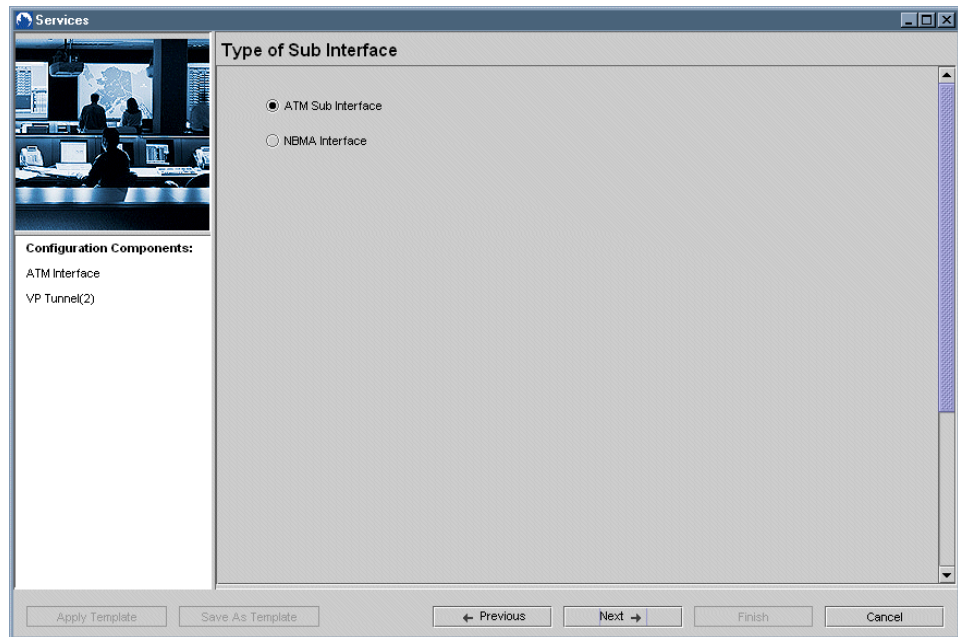 Services
Type of Sub Interface
ATM Sub Interface
NBMA Interface
Configuration Components:
ATM Interface
VP Tunnel(2)
Apply Template
Save As Template
Previous
Next
Finish
Cancel